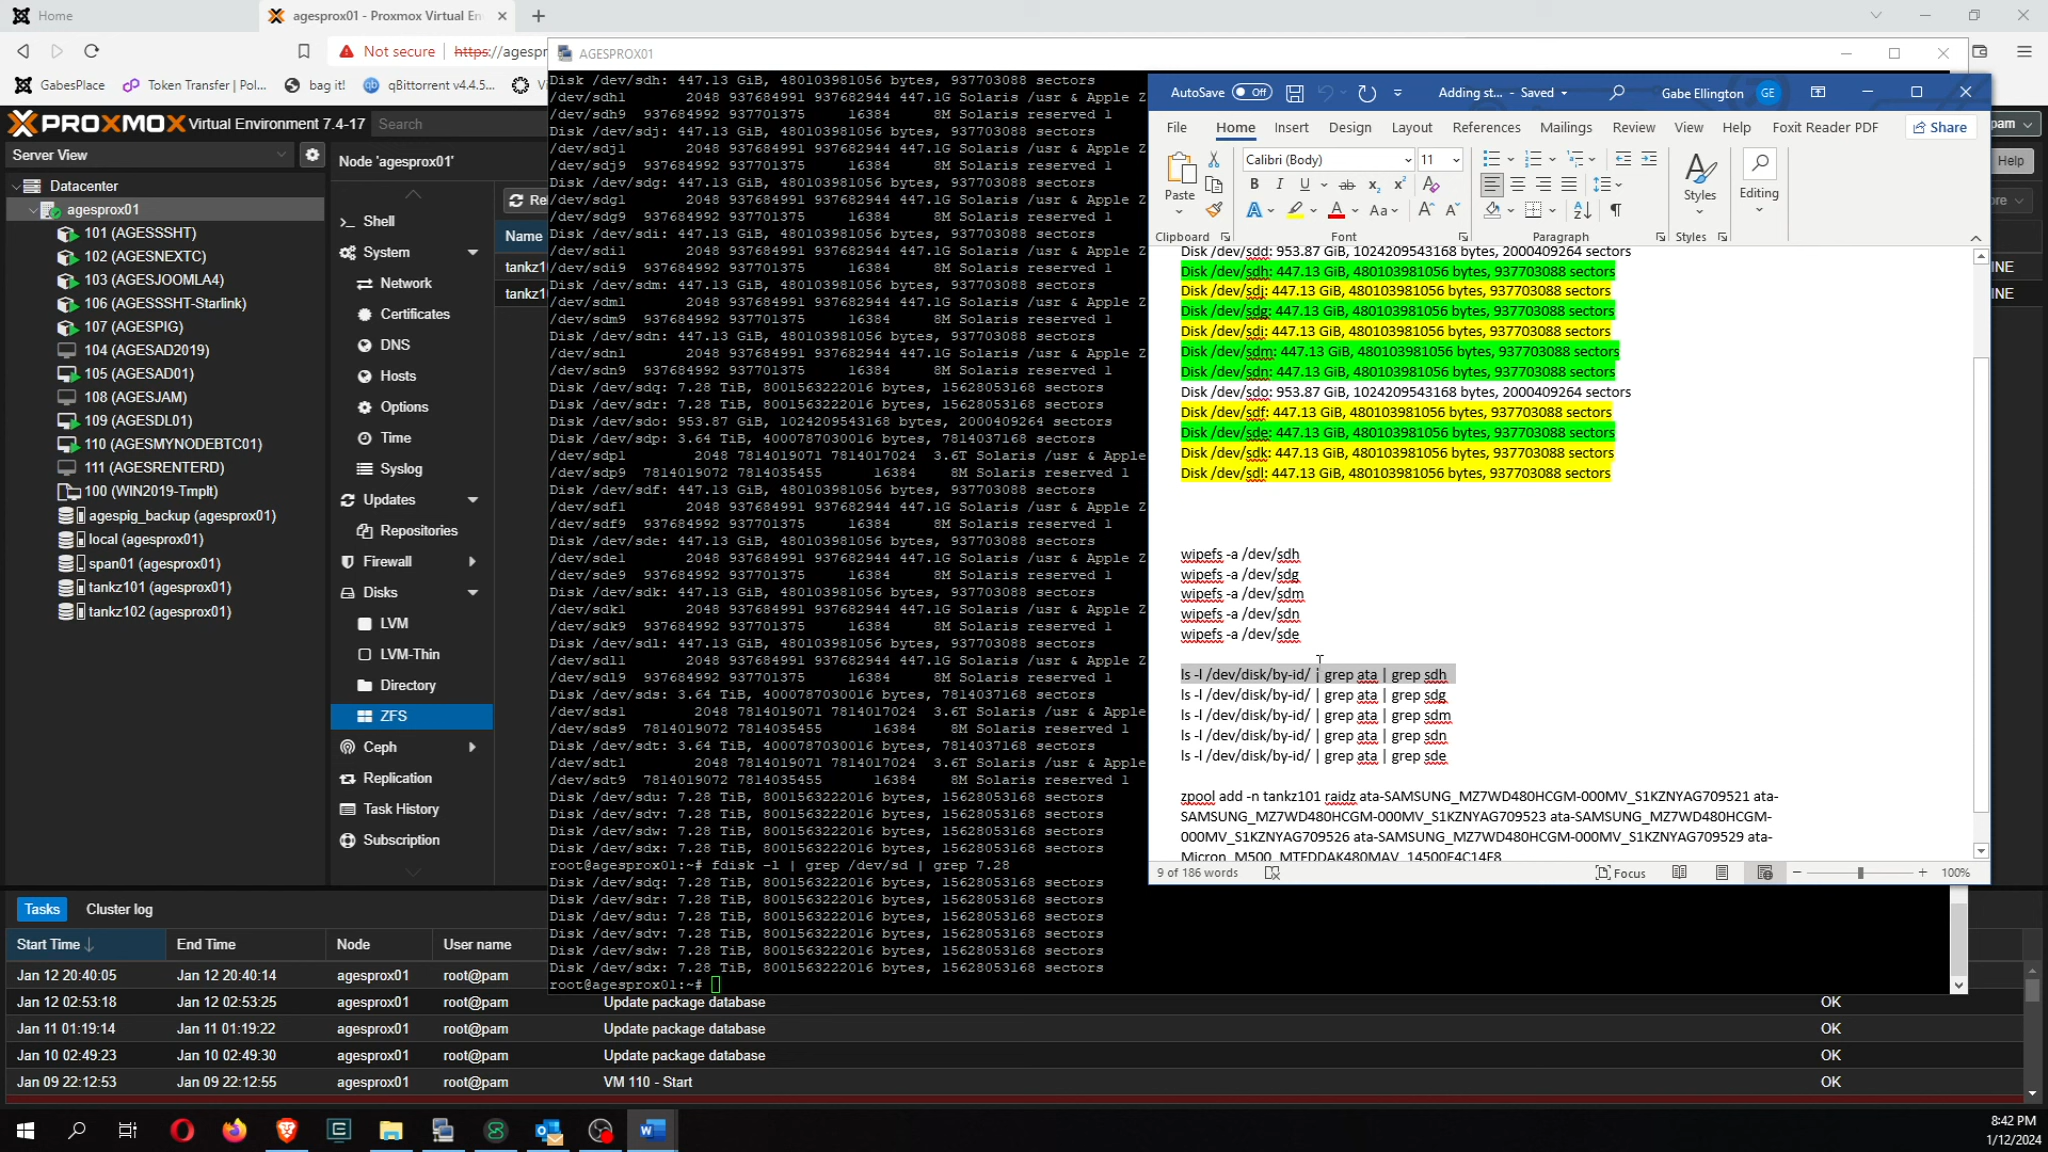 Home
agesprox01 - Proxmox Virtual En
Not secure
https://agespr
GabesPlace
Token Transfer | Pol...
bag it!
qBittorrent v4.4.5...
PROXMOX Virtual Environment 7.4-17
Search
Help
Server View
Datacenter
agesprox01
101 (AGESSSHT)
102 (AGESNEXTC)
103 (AGESJOOMLA4)
106 (AGESSSHT-Starlink)
107 (AGESPIG)
104 (AGESAD2019)
105 (AGESAD01)
108 (AGESJAM)
109 (AGESDL01)
110 (AGESMYNODEBTC01)
111 (AGESRENTERD)
100 (WIN2019-Tmplt)
agespig_backup (agesprox01)
local (agesprox01)
span01 (agesprox01)
tankz101 (agesprox01)
tankz102 (agesprox01)
Node 'agesprox01'
Shell
System
Network
Certificates
DNS
Hosts
Options
Time
Syslog
Updates
Repositories
Firewall
Disks
LVM
LVM-Thin
Directory
ZFS
Ceph
Replication
Task History
Subscription
Re
Name
tankz1
tankz1
AGESPROX01
Disk /dev/sdh: 447.13 GiB, 480103981056 bytes, 937703088 sectors
/dev/sdh1 2048 937684991 937682944 447.1G Solaris /usr & Apple Z
/dev/sdh9 937684992 937701375 16384 8M Solaris reserved 1
Disk /dev/sdj: 447.13 GiB, 480103981056 bytes, 937703088 sectors
/dev/sdj1 2048 937684991 937682944 447.1G Solaris /usr & Apple Z
/dev/sdj9 937684992 937701375 16384 8M Solaris reserved 1
Disk /dev/sdg: 447.13 GiB, 480103981056 bytes, 937703088 sectors
/dev/sdg1 2048 937684991 937682944 447.1G Solaris /usr & Apple Z
/dev/sdg9 937684992 937701375 16384 8M Solaris reserved 1
Disk /dev/sdi: 447.13 GiB, 480103981056 bytes, 937703088 sectors
/dev/sdi1 2048 937684991 937682944 447.1G Solaris /usr & Apple Z
/dev/sdi9 937684992 937701375 16384 8M Solaris reserved 1
Disk /dev/sdm: 447.13 GiB, 480103981056 bytes, 937703088 sectors
/dev/sdm1 2048 937684991 937682944 447.1G Solaris /usr & Apple Z
/dev/sdm9 937684992 937701375 16384 8M Solaris reserved 1
Disk /dev/sdn: 447.13 GiB, 480103981056 bytes, 937703088 sectors
/dev/sdn1 2048 937684991 937682944 447.1G Solaris /usr & Apple Z
/dev/sdn9 937684992 937701375 16384 8M Solaris reserved 1
Disk /dev/sdq: 7.28 TiB, 8001563222016 bytes, 15628053168 sectors
Disk /dev/sdr: 7.28 TiB, 8001563222016 bytes, 15628053168 sectors
Disk /dev/sdo: 953.87 GiB, 1024209543168 bytes, 2000409264 sectors
Disk /dev/sdp: 3.64 TiB, 4000787030016 bytes, 7814037168 sectors
/dev/sdp1 2048 7814019071 7814017024 3.6T Solaris /usr & Apple
/dev/sdp9 7814019072 7814035455 16384 8M Solaris reserved 1
Disk /dev/sdf: 447.13 GiB, 480103981056 bytes, 937703088 sectors
/dev/sdf1 2048 937684991 937682944 447.1G Solaris /usr & Apple Z
/dev/sdf9 937684992 937701375 16384 8M Solaris reserved 1
Disk /dev/sde: 447.13 GiB, 480103981056 bytes, 937703088 sectors
/dev/sde1 2048 937684991 937682944 447.1G Solaris /usr & Apple Z
/dev/sde9 937684992 937701375 16384 8M Solaris reserved 1
Disk /dev/sdk: 447.13 GiB, 480103981056 bytes, 937703088 sectors
/dev/sdk1 2048 937684991 937682944 447.1G Solaris /usr & Apple Z
/dev/sdk9 937684992 937701375 16384 8M Solaris reserved 1
Disk /dev/sdl: 447.13 GiB, 480103981056 bytes, 937703088 sectors
/dev/sdl1 2048 937684991 937682944 447.1G Solaris /usr & Apple Z
/dev/sdl9 937684992 937701375 16384 8M Solaris reserved 1
Disk /dev/sds: 3.64 TiB, 4000787030016 bytes, 7814037168 sectors
/dev/sds1 2048 7814019071 7814017024 3.6T Solaris /usr & Apple
/dev/sds9 7814019072 7814035455 16384 8M Solaris reserved 1
Disk /dev/sdt: 3.64 TiB, 4000787030016 bytes, 7814037168 sectors
/dev/sdt1 2048 7814019071 7814017024 3.6T Solaris /usr & Apple
/dev/sdt9 7814019072 7814035455 16384 8M Solaris reserved 1
Disk /dev/sdu: 7.28 TiB, 8001563222016 bytes, 15628053168 sectors
Disk /dev/sdv: 7.28 TiB, 8001563222016 bytes, 15628053168 sectors
Disk /dev/sdw: 7.28 TiB, 8001563222016 bytes, 15628053168 sectors
Disk /dev/sdx: 7.28 TiB, 8001563222016 bytes, 15628053168 sectors
root@agesprox01:~# fdisk -l | grep /dev/sd | grep 7.28
Disk /dev/sdq: 7.28 TiB, 8001563222016 bytes, 15628053168 sectors
Disk /dev/sdr: 7.28 TiB, 8001563222016 bytes, 15628053168 sectors
Disk /dev/sdu: 7.28 TiB, 8001563222016 bytes, 15628053168 sectors
Disk /dev/sdv: 7.28 TiB, 8001563222016 bytes, 15628053168 sectors
Disk /dev/sdw: 7.28 TiB, 8001563222016 bytes, 15628053168 sectors
Disk /dev/sdx: 7.28 TiB, 8001563222016 bytes, 15628053168 sectors
root@agesprox01:~#
AutoSave Off
Adding st... - Saved
Gabe Ellington GE
File Home Insert Design Layout References Mailings Review View Help Foxit Reader PDF Share
Calibri (Body) 11
Paste
Styles
Editing
Clipboard Font Paragraph Styles
Disk /dev/sdd: 953.87 GiB, 1024209543168 bytes, 2000409264 sectors
Disk /dev/sdh: 447.13 GiB, 480103981056 bytes, 937703088 sectors
Disk /dev/sdj: 447.13 GiB, 480103981056 bytes, 937703088 sectors
Disk /dev/sdg: 447.13 GiB, 480103981056 bytes, 937703088 sectors
Disk /dev/sdi: 447.13 GiB, 480103981056 bytes, 937703088 sectors
Disk /dev/sdm: 447.13 GiB, 480103981056 bytes, 937703088 sectors
Disk /dev/sdn: 447.13 GiB, 480103981056 bytes, 937703088 sectors
Disk /dev/sdo: 953.87 GiB, 1024209543168 bytes, 2000409264 sectors
Disk /dev/sdf: 447.13 GiB, 480103981056 bytes, 937703088 sectors
Disk /dev/sde: 447.13 GiB, 480103981056 bytes, 937703088 sectors
Disk /dev/sdk: 447.13 GiB, 480103981056 bytes, 937703088 sectors
Disk /dev/sdl: 447.13 GiB, 480103981056 bytes, 937703088 sectors
wipefs -a /dev/sdh
wipefs -a /dev/sdg
wipefs -a /dev/sdm
wipefs -a /dev/sdn
wipefs -a /dev/sde
ls -l /dev/disk/by-id/ | grep ata | grep sdh
ls -l /dev/disk/by-id/ | grep ata | grep sdg
ls -l /dev/disk/by-id/ | grep ata | grep sdm
ls -l /dev/disk/by-id/ | grep ata | grep sdn
ls -l /dev/disk/by-id/ | grep ata | grep sde
zpool add -n tankz101 raidz ata-SAMSUNG_MZ7WD480HCGM-000MV_S1KZNYAG709521 ata-
SAMSUNG_MZ7WD480HCGM-000MV_S1KZNYAG709523 ata-SAMSUNG_MZ7WD480HCGM-
000MV_S1KZNYAG709526 ata-SAMSUNG_MZ7WD480HCGM-000MV_S1KZNYAG709529 ata-
Micron_M500_MTFDDAK480MAV_14500F4C14F8
9 of 186 words
Focus
100%
pam
ore
INE
INE
Tasks
Cluster log
Start Time End Time Node User name
Jan 12 20:40:05 Jan 12 20:40:14 agesprox01 root@pam
Jan 12 02:53:18 Jan 12 02:53:25 agesprox01 root@pam Update package database OK
Jan 11 01:19:14 Jan 11 01:19:22 agesprox01 root@pam Update package database OK
Jan 10 02:49:23 Jan 10 02:49:30 agesprox01 root@pam Update package database OK
Jan 09 22:12:53 Jan 09 22:12:55 agesprox01 root@pam VM 110 - Start OK
8:42 PM
1/12/2024